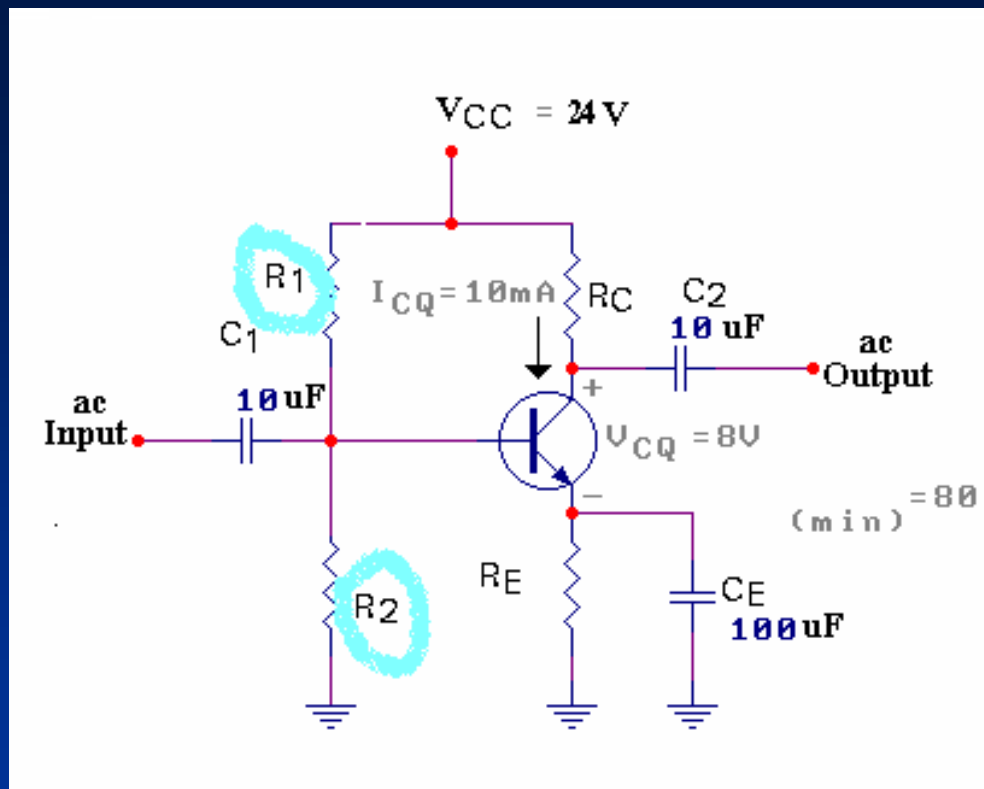 VCC = 24 V
R1
ICQ=10mA
RC
C2
10 uF
C1
ac
Output
ac
Input
10uF
VCQ =8V
(min) =80
R2
RE
CE
100uF
+
−